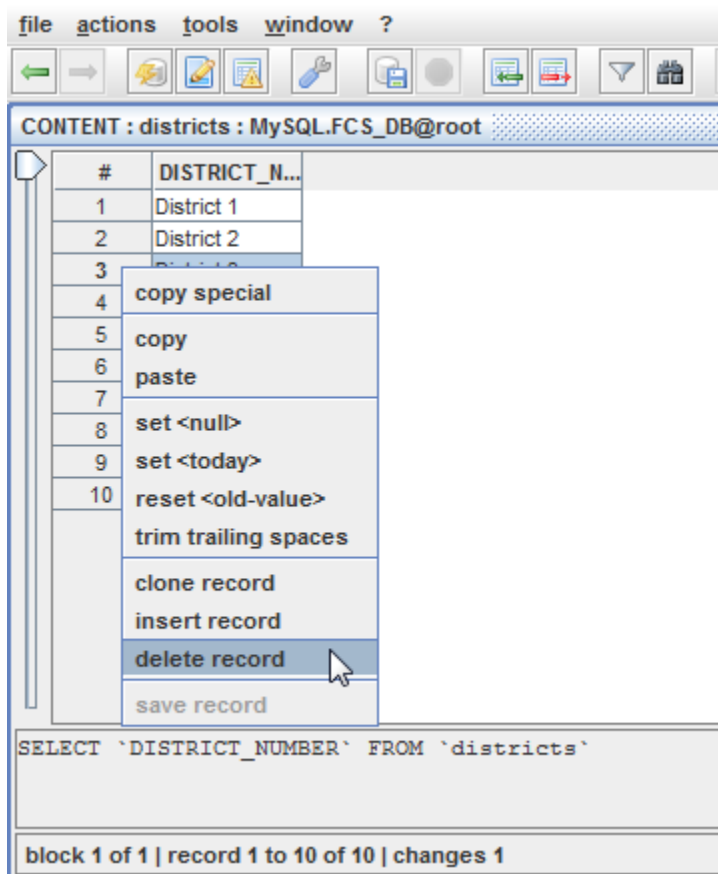 file actions tools window ?
CONTENT : districts : MySQL.FCS_DB@root
# DISTRICT_N...
1 District 1
2 District 2
3
4
5
6
7
8
9
10
copy special
copy
paste
set <null>
set <today>
reset <old-value>
trim trailing spaces
clone record
insert record
delete record
save record
SELECT `DISTRICT_NUMBER` FROM `districts`
block 1 of 1 | record 1 to 10 of 10 | changes 1